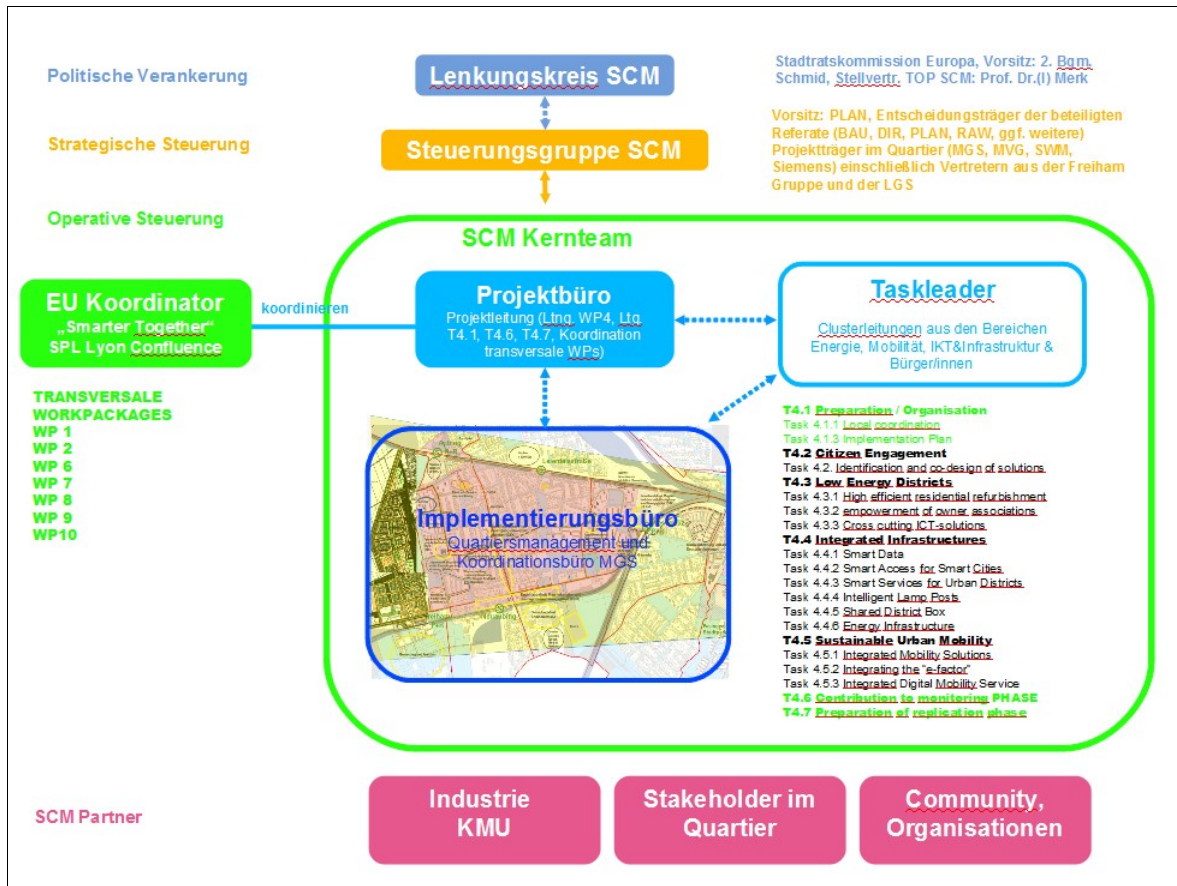 Politische Verankerung
Lenkungskreis SCM
Stadtratskommission Europa, Vorsitz: 2. Bgm.
Schmid, Stellvertr. TOP SCM: Prof. Dr.(I) Merk
Strategische Steuerung
Steuerungsgruppe SCM
Vorsitz: PLAN, Entscheidungsträger der beteiligten
Referate (BAU, DIR, PLAN, RAW, ggf. weitere)
Projektträger im Quartier (MGS, MVG, SWM,
Siemens) einschließlich Vertretern aus der Freiham
Gruppe und der LGS
Operative Steuerung
SCM Kernteam
EU Koordinator
„Smarter Together“
SPL Lyon Confluence
koordinieren
Projektbüro
Projektleitung (Ltng. WP4, Ltg.
T4.1, T4.6, T4.7, Koordination
transversale WPs)
Taskleader
Clusterleitungen aus den Bereichen
Energie, Mobilität, IKT&Infrastruktur &
Bürger/innen
TRANSVERSALE
WORKPACKAGES
WP 1
WP 2
WP 6
WP 7
WP 8
WP 9
WP10
Implementierungsbüro
Quartiersmanagement und
Koordinationsbüro MGS
T4.1 Preparation / Organisation
Task 4.1.1 Local coordination
Task 4.1.3 Implementation Plan
T4.2 Citizen Engagement
Task 4.2. Identification and co-design of solutions
T4.3 Low Energy Districts
Task 4.3.1 High efficient residential refurbishment
Task 4.3.2 empowerment of owner associations
Task 4.3.3 Cross cutting ICT-solutions
T4.4 Integrated Infrastructures
Task 4.4.1 Smart Data
Task 4.4.2 Smart Access for Smart Cities
Task 4.4.3 Smart Services for Urban Districts
Task 4.4.4 Intelligent Lamp Posts
Task 4.4.5 Shared District Box
Task 4.4.6 Energy Infrastructure
T4.5 Sustainable Urban Mobility
Task 4.5.1 Integrated Mobility Solutions
Task 4.5.2 Integrating the "e-factor"
Task 4.5.3 Integrated Digital Mobility Service
T4.6 Contribution to monitoring PHASE
T4.7 Preparation of replication phase
SCM Partner
Industrie
KMU
Stakeholder im
Quartier
Community,
Organisationen